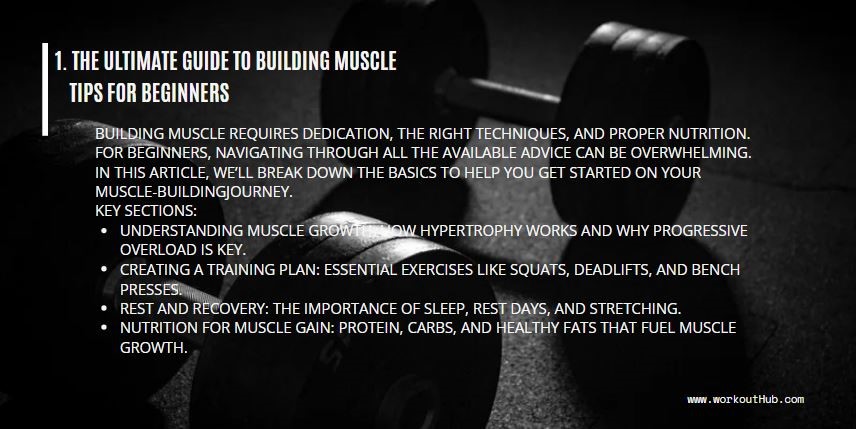 1. THE ULTIMATE GUIDE TO BUILDING MUSCLE
TIPS FOR BEGINNERS
BUILDING MUSCLE REQUIRES DEDICATION, THE RIGHT TECHNIQUES, AND PROPER NUTRITION.
FOR BEGINNERS, NAVIGATING THROUGH ALL THE AVAILABLE ADVICE CAN BE OVERWHELMING.
IN THIS ARTICLE, WE'LL BREAK DOWN THE BASICS TO HELP YOU GET STARTED ON YOUR
MUSCLE-BUILDINGJOURNEY.
KEY SECTIONS:
• UNDERSTANDING MUSCLE GROWTH: HOW HYPERTROPHY WORKS AND WHY PROGRESSIVE
OVERLOAD IS KEY.
• CREATING A TRAINING PLAN: ESSENTIAL EXERCISES LIKE SQUATS, DEADLIFTS, AND BENCH
PRESSES.
• REST AND RECOVERY: THE IMPORTANCE OF SLEEP, REST DAYS, AND STRETCHING.
• NUTRITION FOR MUSCLE GAIN: PROTEIN, CARBS, AND HEALTHY FATS THAT FUEL MUSCLE
GROWTH.
www.workoutHub.com